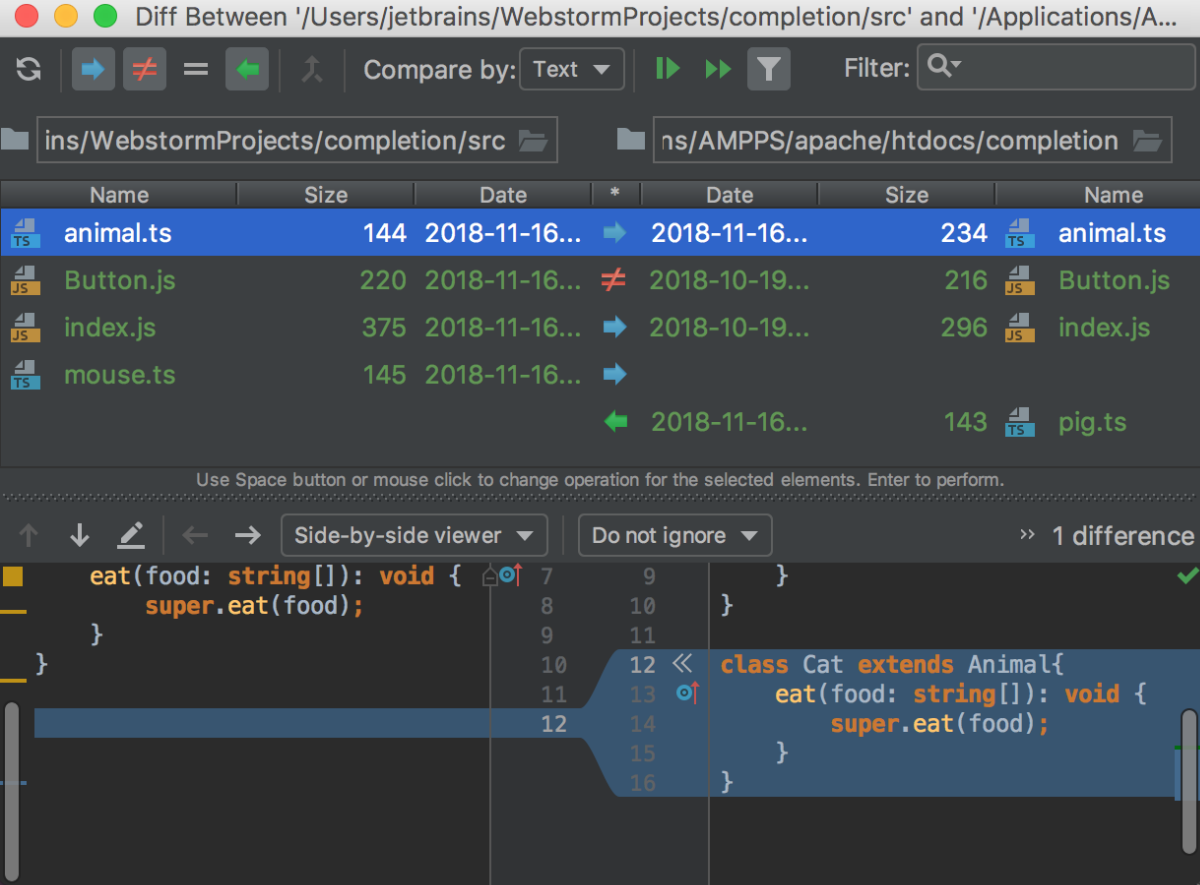 Diff Between '/Users/jetbrains/WebstormProjects/completion/src' and '/Applications/A...
Compare by: Text Filter:
ins/WebstormProjects/completion/src ns/AMPPS/apache/htdocs/completion
Name Size Date * Date Size Name
TS animal.ts 144 2018-11-16... 2018-11-16... 234 TS animal.ts
JS Button.js 220 2018-11-16... ≠ 2018-10-19... 216 JS Button.js
JS index.js 375 2018-11-16... 2018-10-19... 296 JS index.js
TS mouse.ts 145 2018-11-16...
2018-11-16... 143 TS pig.ts
Use Space button or mouse click to change operation for the selected elements. Enter to perform.
Side-by-side viewer Do not ignore » 1 difference
eat(food: string[]): void { 7 9 }
super.eat(food); 8 10 }
} 9 11
} 10 12 « class Cat extends Animal{
11 13 eat(food: string[]): void {
12 14 super.eat(food);
15 }
16 }